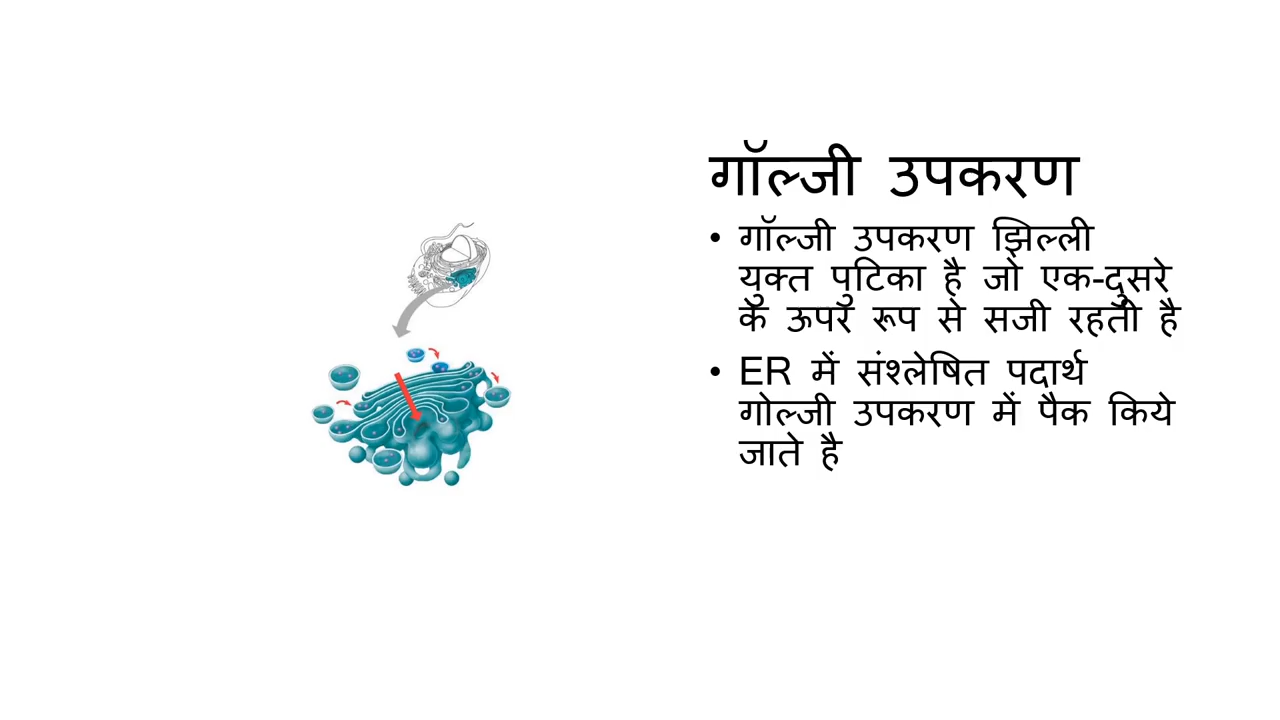 गॉल्जी उपकरण
• गॉल्जी उपकरण झिल्ली
युक्त पुटिका है जो एक-दुसरे
के ऊपर रूप से सजी रहती है
• ER में संश्लेषित पदार्थ
गोल्जी उपकरण में पैक किये
जाते है